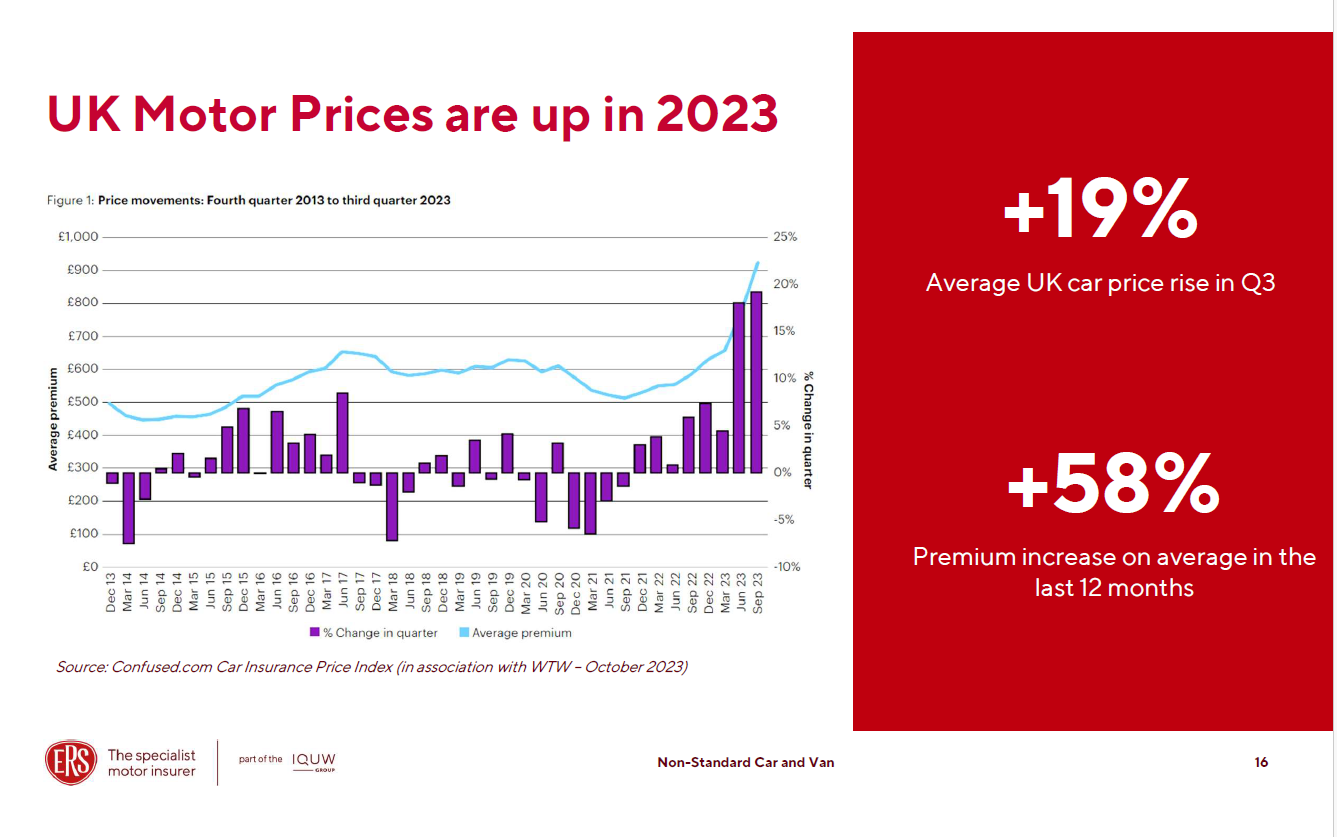 UK Motor Prices are up in 2023
Figure 1: Price movements: Fourth quarter 2013 to third quarter 2023
£1,000
£900
£800
£700
£600
£500
£400
£300
£200
£100
£0
Average premium
25%
20%
15%
10%
5%
0%
-5%
-10%
% Change in quarter
Dec 13
Mar 14
Jun 14
Sep 14
Dec 14
Mar 15
Jun 15
Sep 15
Dec 15
Mar 16
Jun 16
Sep 16
Dec 16
Mar 17
Jun 17
Sep 17
Dec 17
Mar 18
Jun 18
Sep 18
Dec 18
Mar 19
Jun 19
Sep 19
Dec 19
Mar 20
Jun 20
Sep 20
Dec 20
Mar 21
Jun 21
Sep 21
Dec 21
Mar 22
Jun 22
Sep 22
Dec 22
Mar 23
Jun 23
Sep 23
% Change in quarter
Average premium
Source: Confused.com Car Insurance Price Index (in association with WTW – October 2023)
+19%
Average UK car price rise in Q3
+58%
Premium increase on average in the
last 12 months
ERS
The specialist
motor insurer
part of the IQUW
GROUP
Non-Standard Car and Van
16